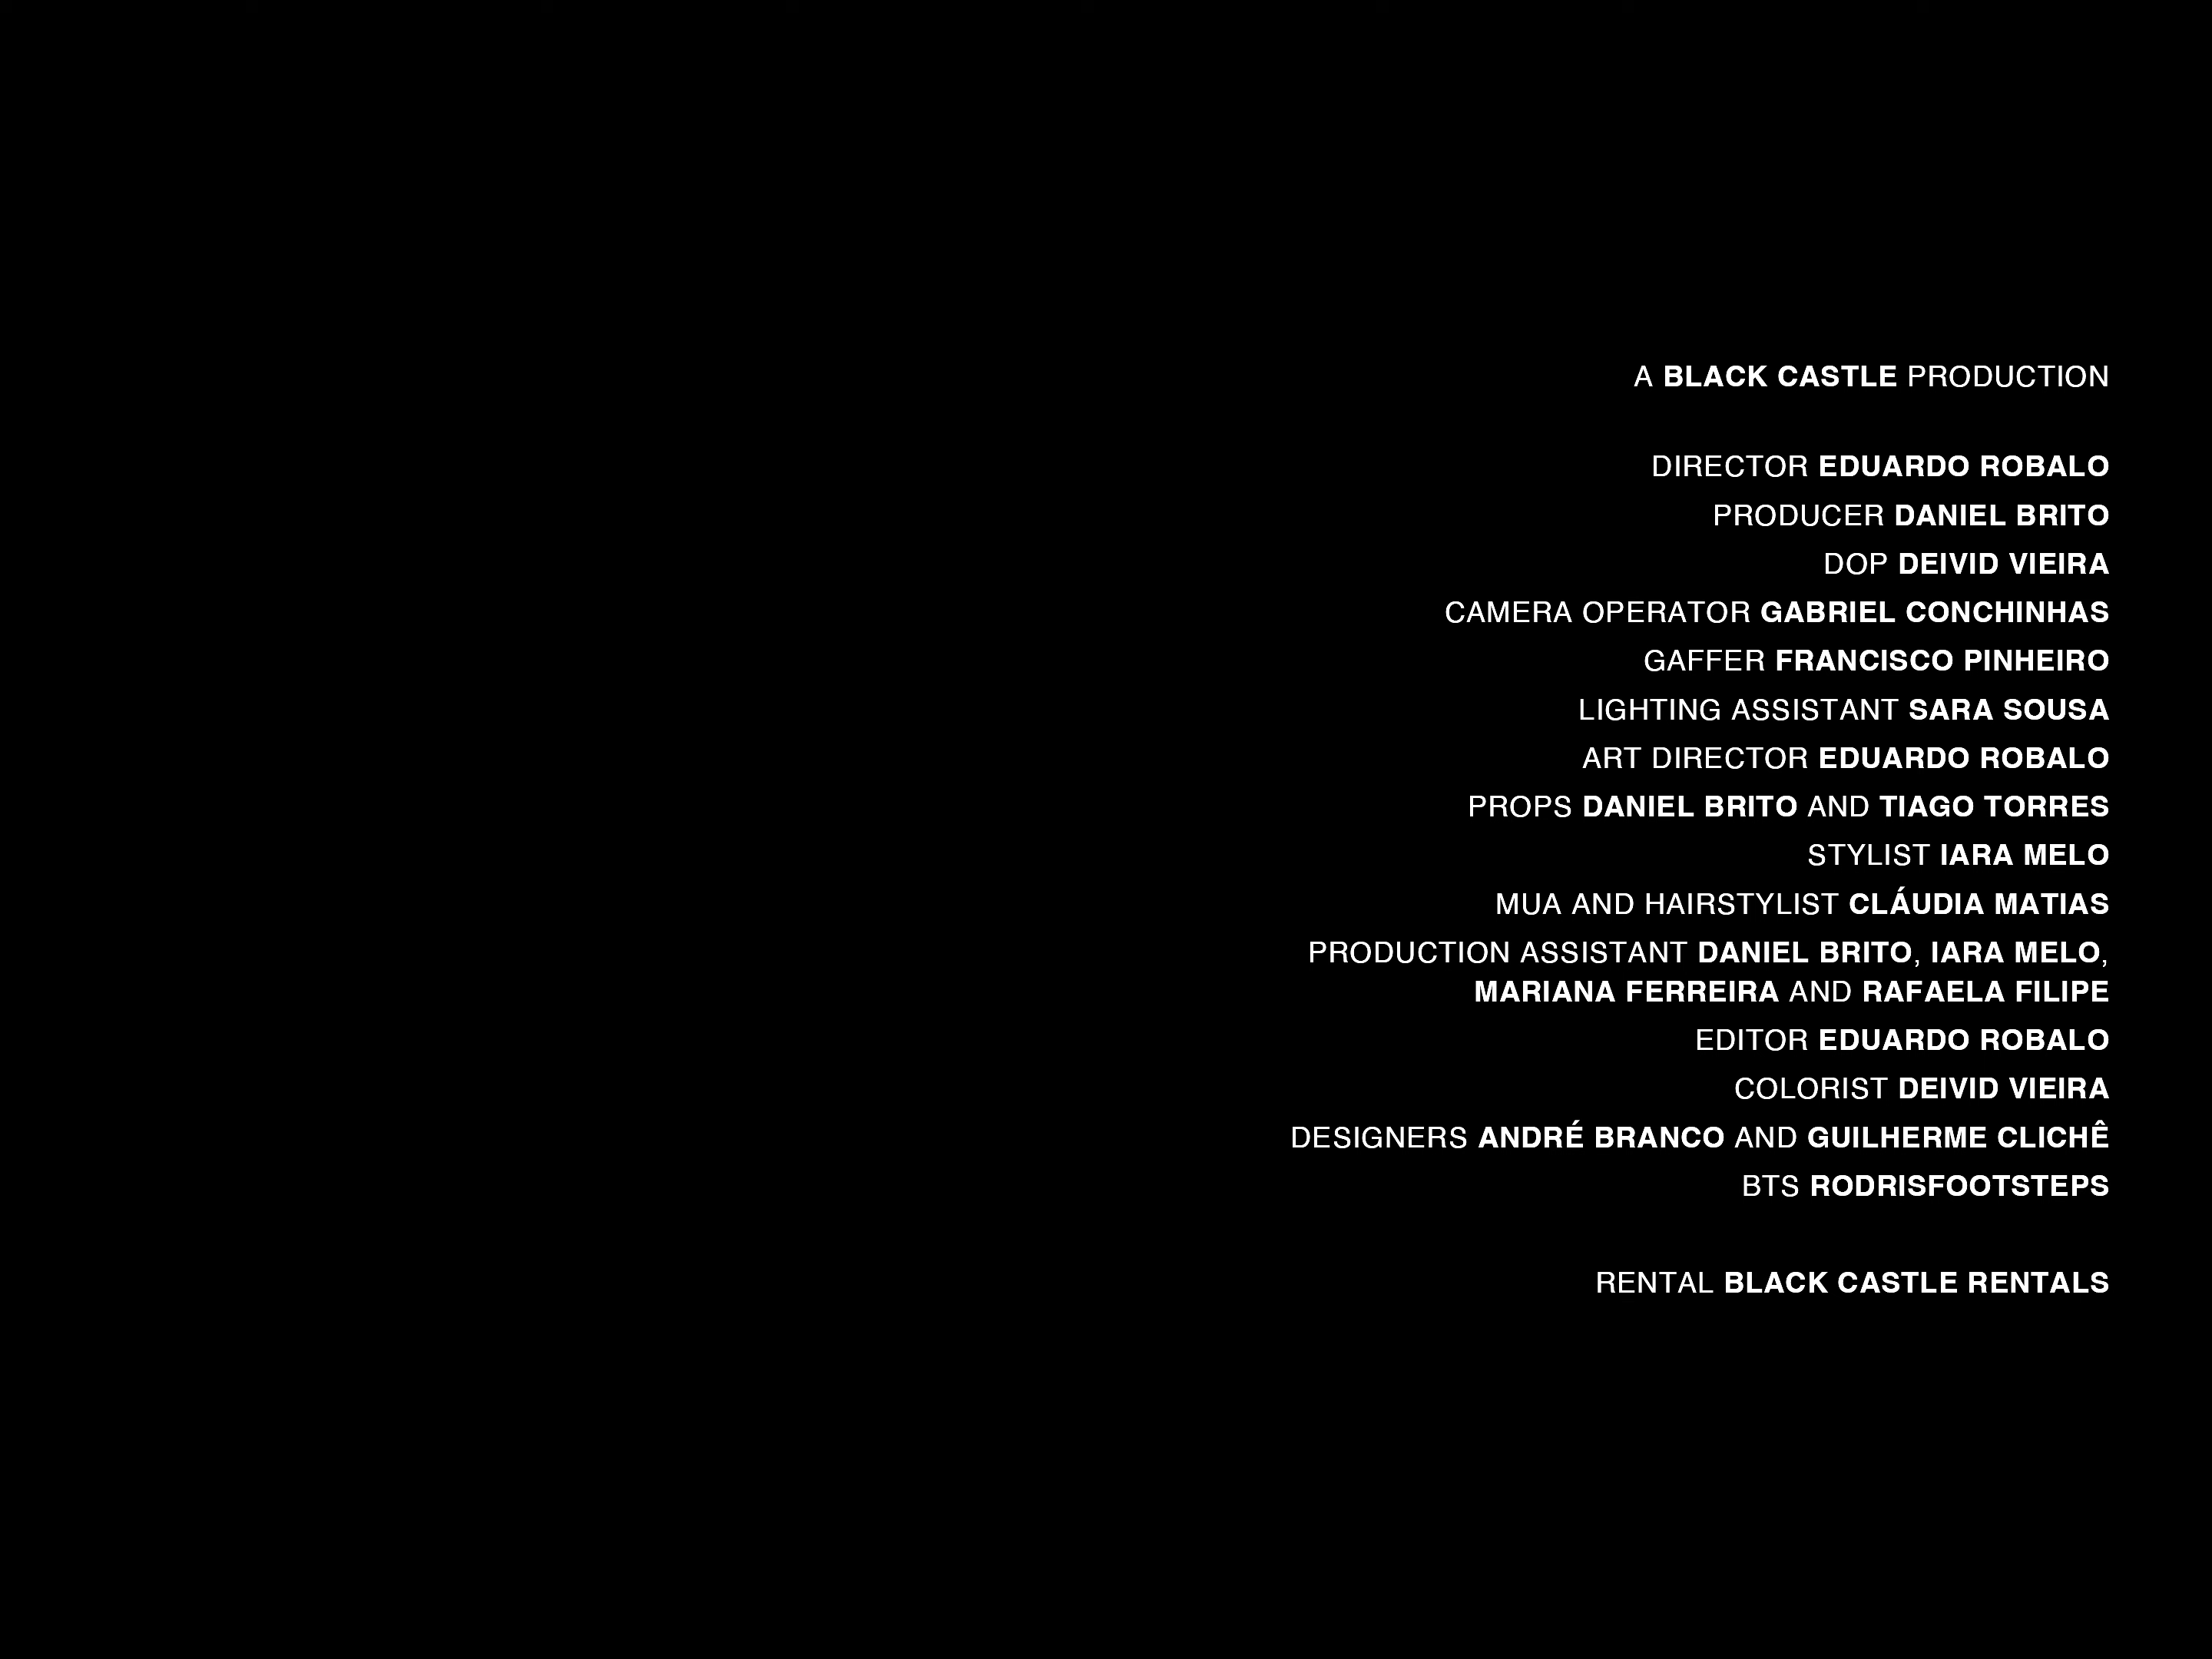 A BLACK CASTLE PRODUCTION
DIRECTOR EDUARDO ROBALO
PRODUCER DANIEL BRITO
DOP DEIVID VIEIRA
CAMERA OPERATOR GABRIEL CONCHINHAS
GAFFER FRANCISCO PINHEIRO
LIGHTING ASSISTANT SARA SOUSA
ART DIRECTOR EDUARDO ROBALO
PROPS DANIEL BRITO AND TIAGO TORRES
STYLIST IARA MELO
MUA AND HAIRSTYLIST CLÁUDIA MATIAS
PRODUCTION ASSISTANT DANIEL BRITO, IARA MELO,
MARIANA FERREIRA AND RAFAELA FILIPE
EDITOR EDUARDO ROBALO
COLORIST DEIVID VIEIRA
DESIGNERS ANDRÉ BRANCO AND GUILHERME CLICHÊ
BTS RODRISFOOTSTEPS
RENTAL BLACK CASTLE RENTALS